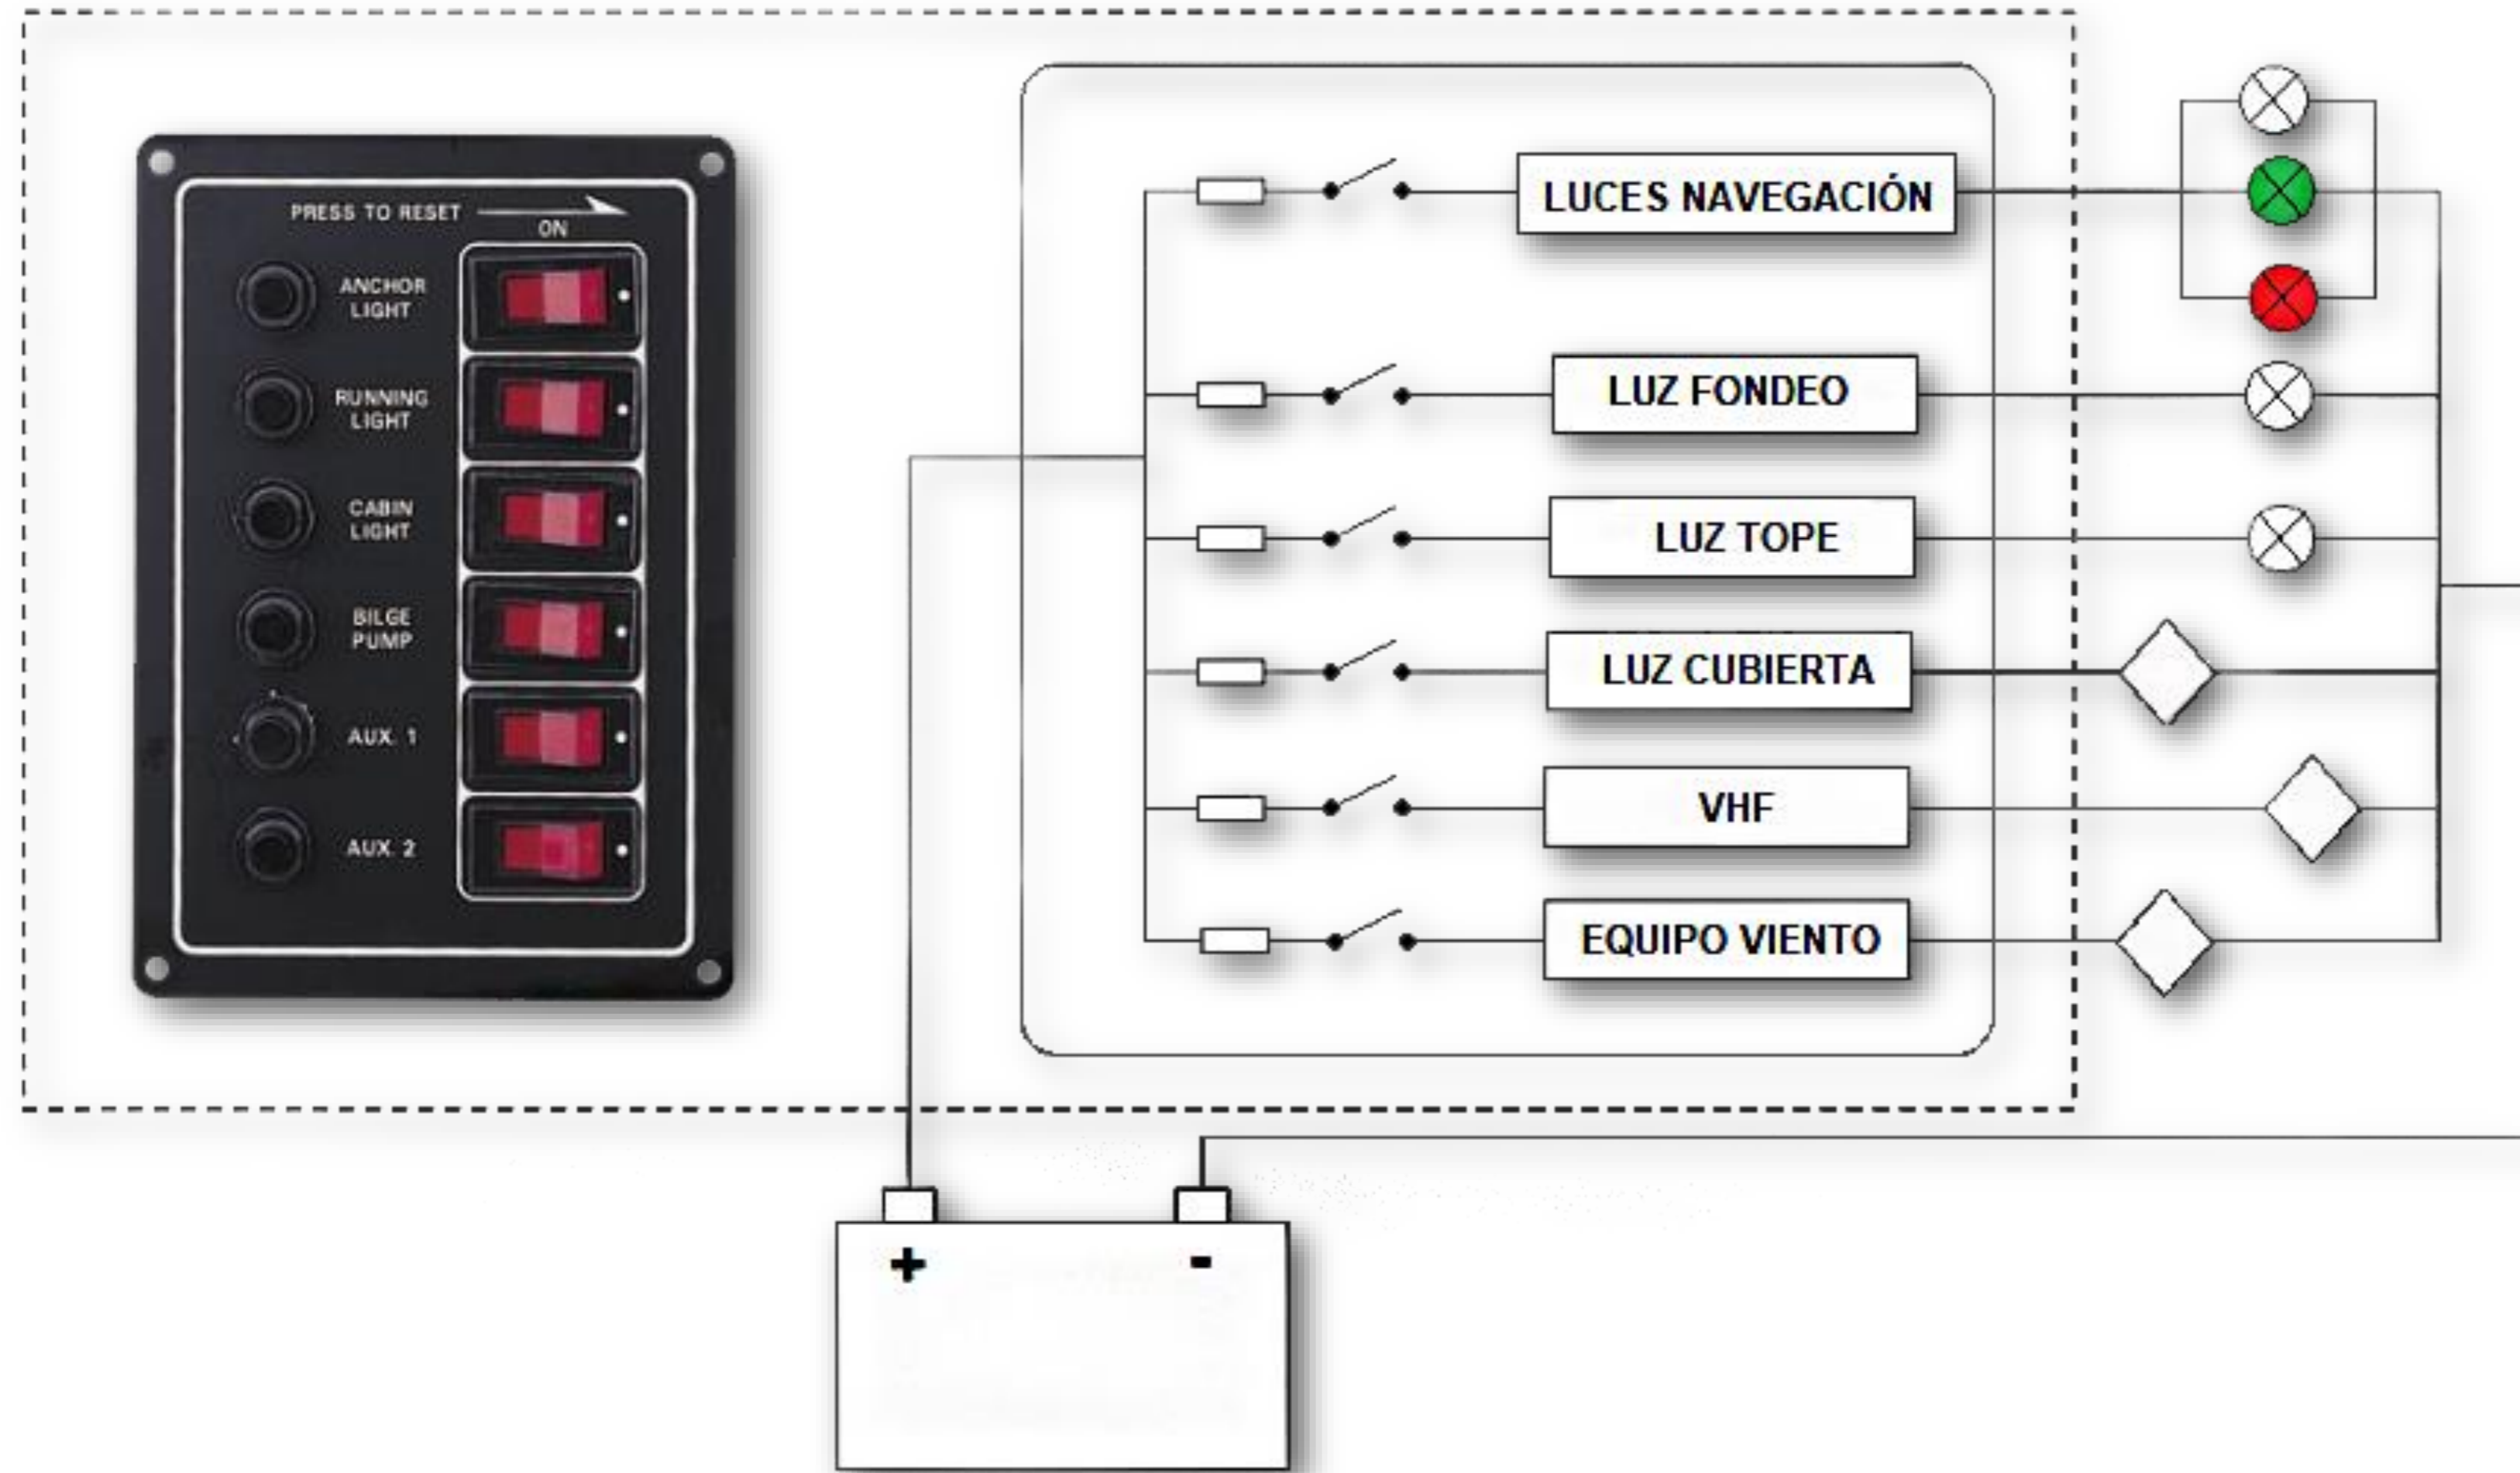 PRESS TO RESET
ON
ANCHOR
LIGHT
RUNNING
LIGHT
CABIN
LIGHT
BILGE
PUMP
AUX. 1
AUX. 2
LUCES NAVEGACIÓN
LUZ FONDEO
LUZ TOPE
LUZ CUBIERTA
VHF
EQUIPO VIENTO
+
-